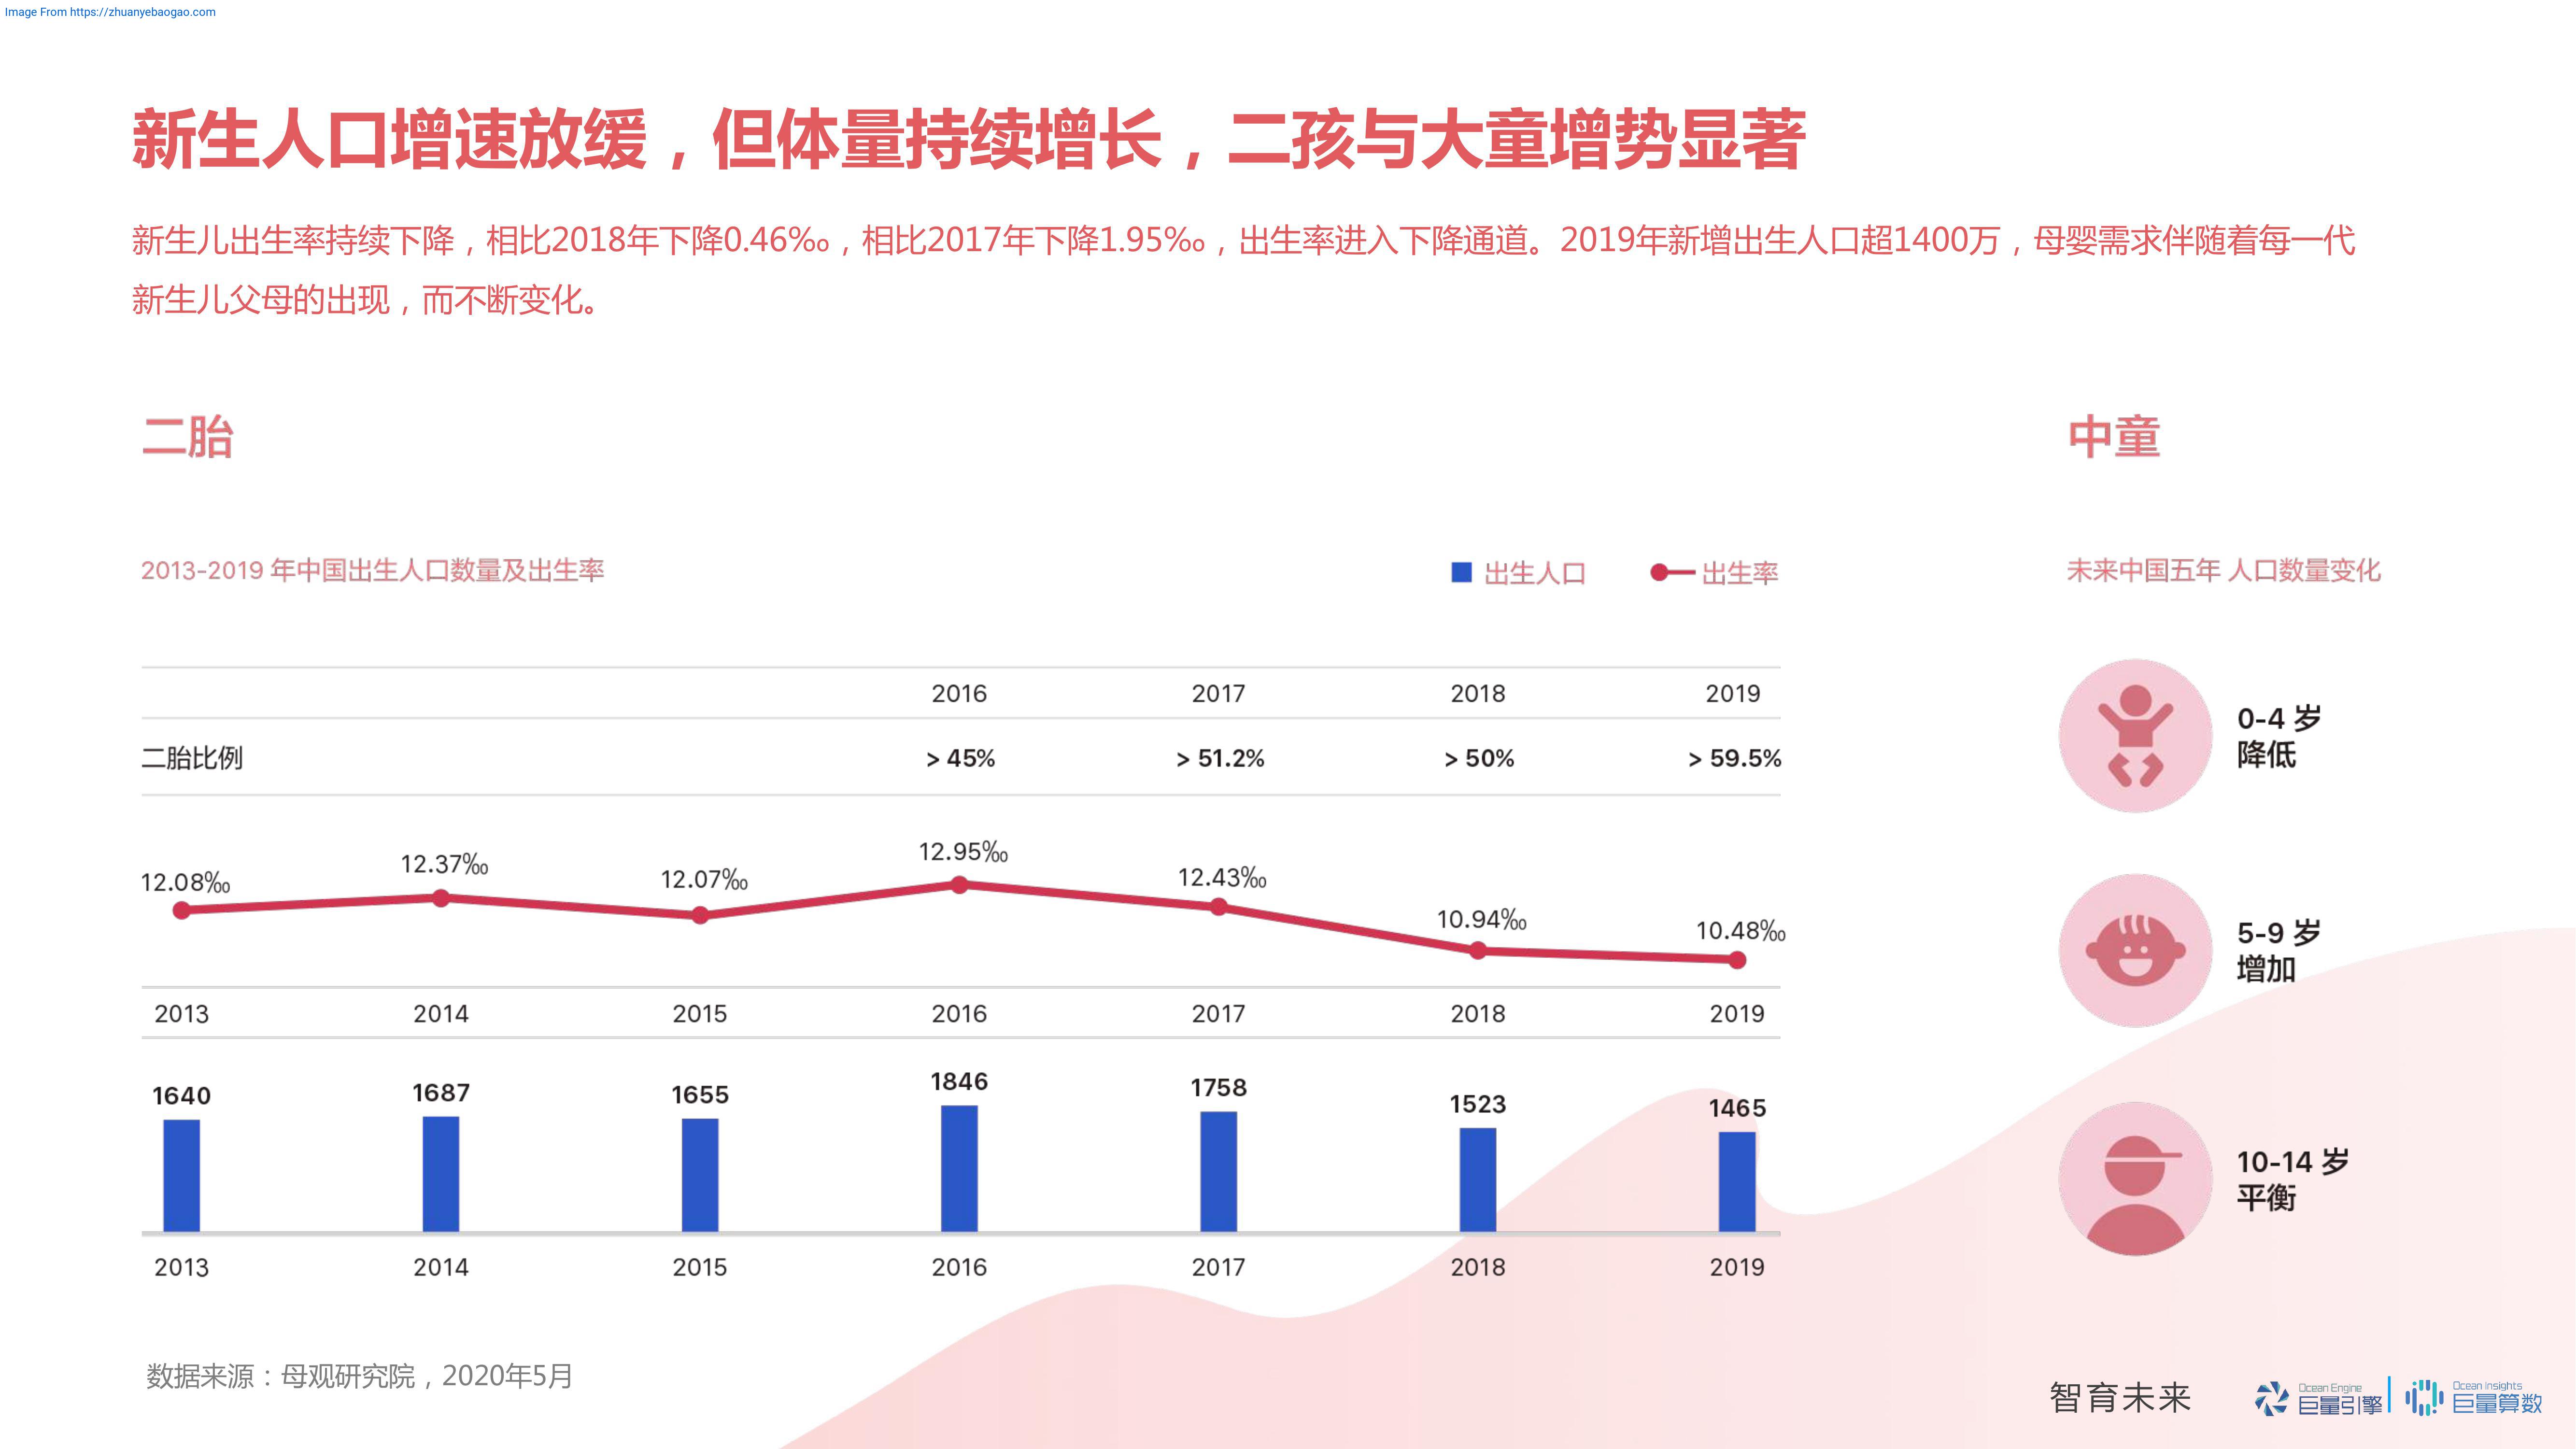 Image From https://zhuanyebaogao.com
新生人口增速放缓，但体量持续增长，二孩与大童增势显著
新生儿出生率持续下降，相比2018年下降0.46‰，相比2017年下降1.95‰，出生率进入下降通道。2019年新增出生人口超1400万，母婴需求伴随着每一代
新生儿父母的出现，而不断变化。
二胎
2013-2019 年中国出生人口数量及出生率
出生人口 出生率
2016 2017 2018 2019
二胎比例 > 45% > 51.2% > 50% > 59.5%
12.08‰ 12.37‰ 12.07‰ 12.95‰ 12.43‰ 10.94‰ 10.48‰
2013 2014 2015 2016 2017 2018 2019
1640 1687 1655 1846 1758 1523 1465
2013 2014 2015 2016 2017 2018 2019
中童
未来中国五年 人口数量变化
0-4 岁
降低
5-9 岁
增加
10-14 岁
平衡
数据来源：母观研究院，2020年5月
智育未来
Ocean Engine
巨量引擎
Ocean insights
巨量算数